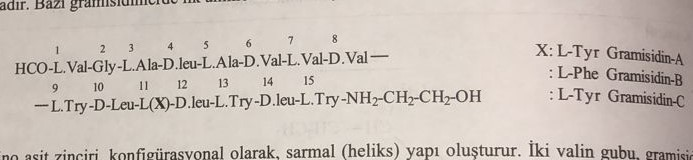 adır. Bazı
1 2 3 4 5 6 7 8
HCO-L.Val-Gly-L.Ala-D.leu-L.Ala-D.Val-L.Val-D.Val—
X: L-Tyr Gramisidin-A
: L-Phe Gramisidin-B
: L-Tyr Gramisidin-C
9 10 11 12 13 14 15
—L.Try-D-Leu-L(X)-D.leu-L.Try-D.leu-L.Try-NH₂-CH₂-CH₂-OH
no asit zinciri, konfigürasyonal olarak, sarmal (heliks) yapı oluşturur. İki valin gubu, gramisi